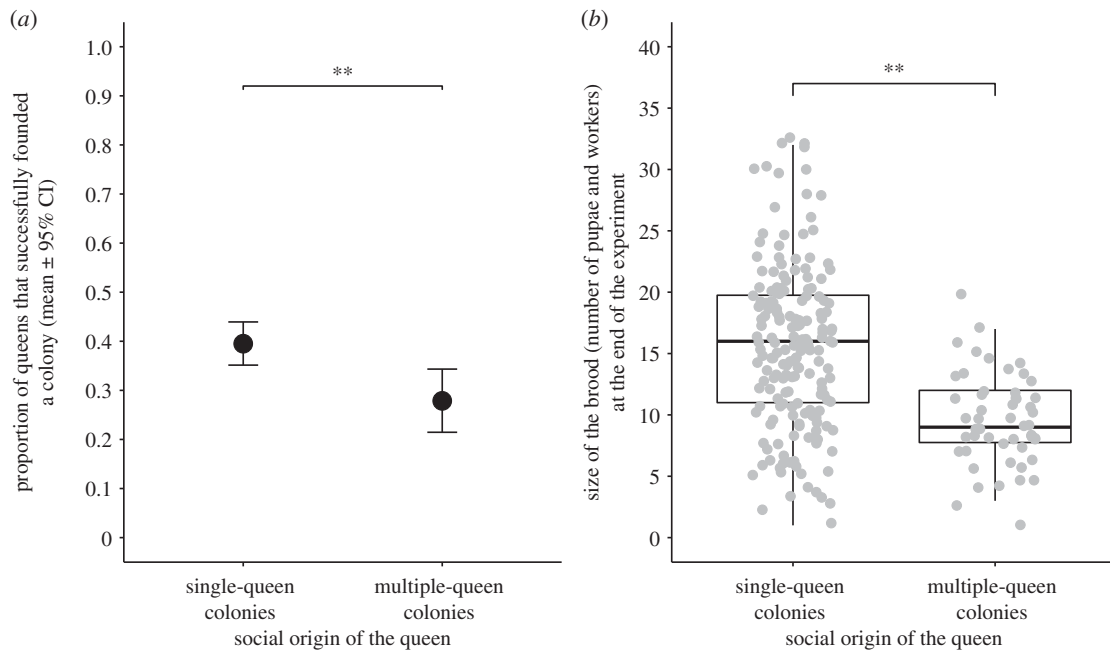 (a)
proportion of queens that successfully founded
a colony (mean ± 95% CI)
1.0
0.9
0.8
0.7
0.6
0.5
0.4
0.3
0.2
0.1
0
**
single-queen
colonies
multiple-queen
colonies
social origin of the queen
(b)
size of the brood (number of pupae and workers)
at the end of the experiment
40
35
30
25
20
15
10
5
0
**
single-queen
colonies
multiple-queen
colonies
social origin of the queen